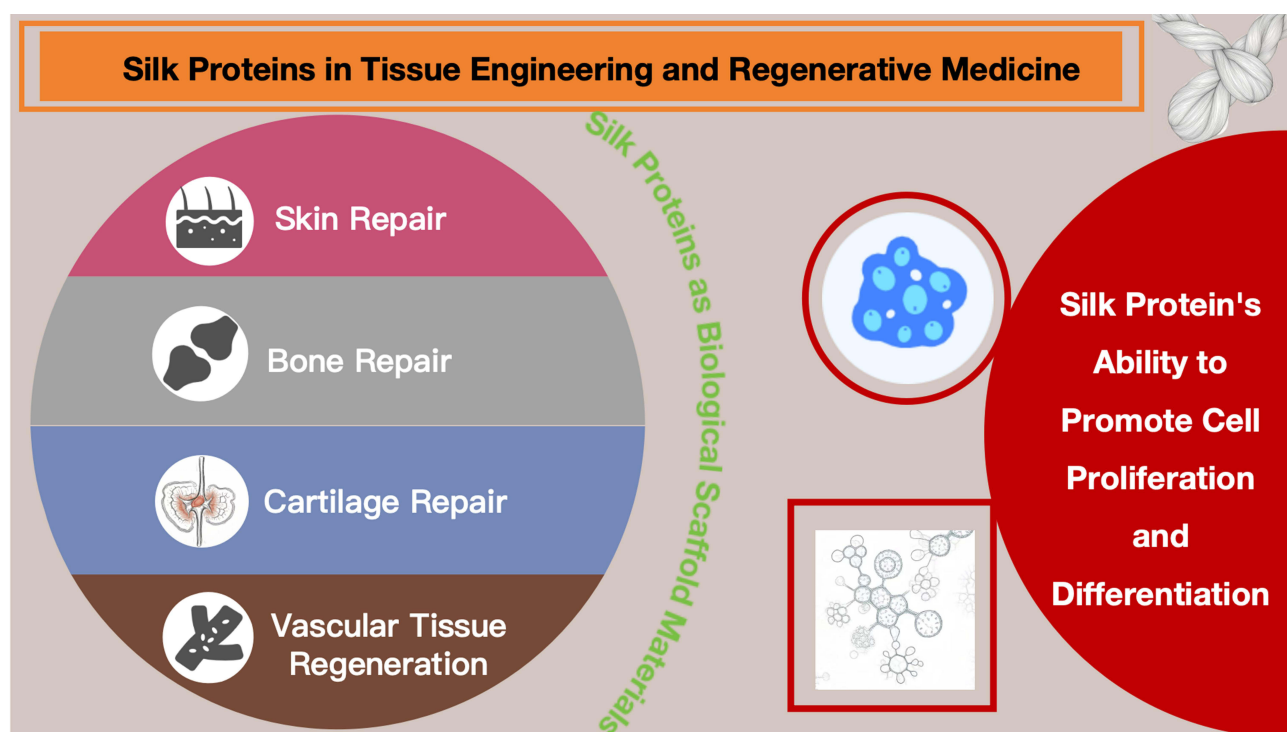 Silk Proteins in Tissue Engineering and Regenerative Medicine
Skin Repair
Bone Repair
Cartilage Repair
Vascular Tissue
Regeneration
Silk Proteins as Biological Scaffold Materials
Silk Protein's
Ability to
Promote Cell
Proliferation
and
Differentiation